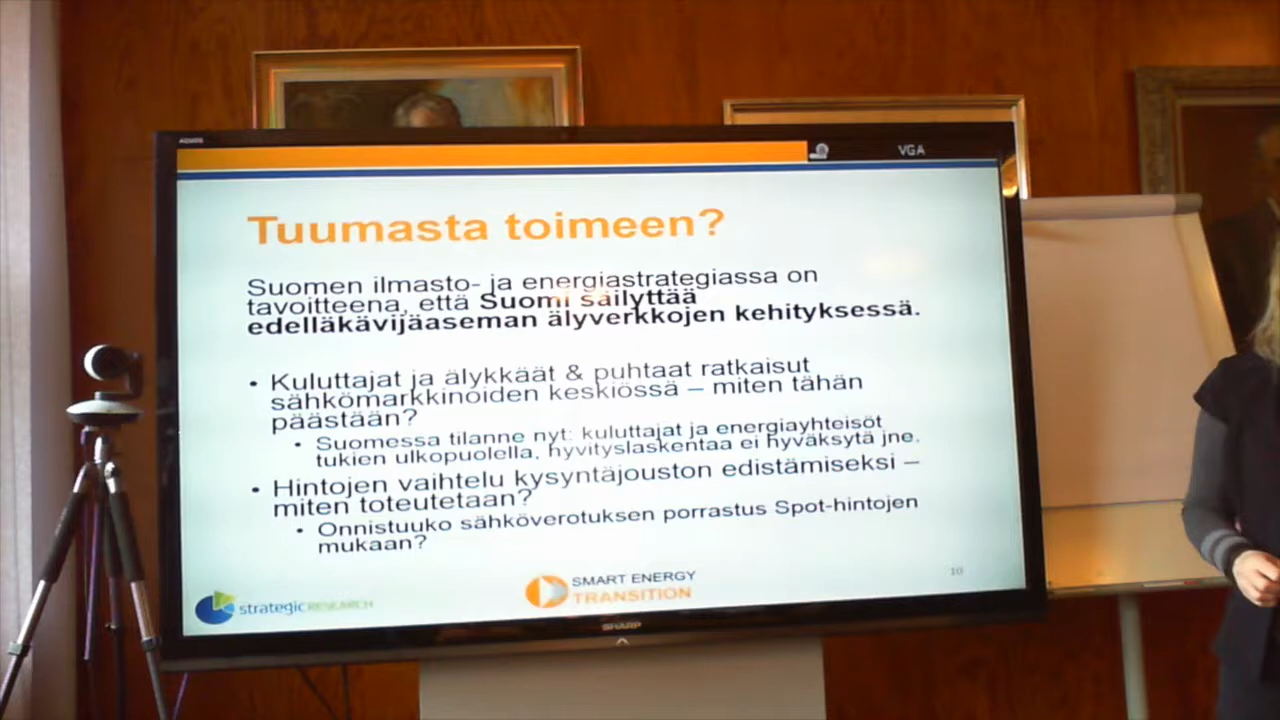 VGA
Tuumasta toimeen?
Suomen ilmasto- ja energiastrategiassa on
tavoitteena, että Suomi säilyttää
edelläkävijäaseman älyverkkojen kehityksessä.
• Kuluttajat ja älykkäät & puhtaat ratkaisut
sähkömarkkinoiden keskiössä – miten tähän
päästään?
• Suomessa tilanne nyt: kuluttajat ja energiayhteisöt
tukien ulkopuolella, hyvityslaskentaa ei hyväksytä jne.
• Hintojen vaihtelu kysyntäjouston edistämiseksi –
miten toteutetaan?
• Onnistuuko sähköverotuksen porrastus Spot-hintojen
mukaan?
strategic RESEARCH
SMART ENERGY
TRANSITION
10
SHARP